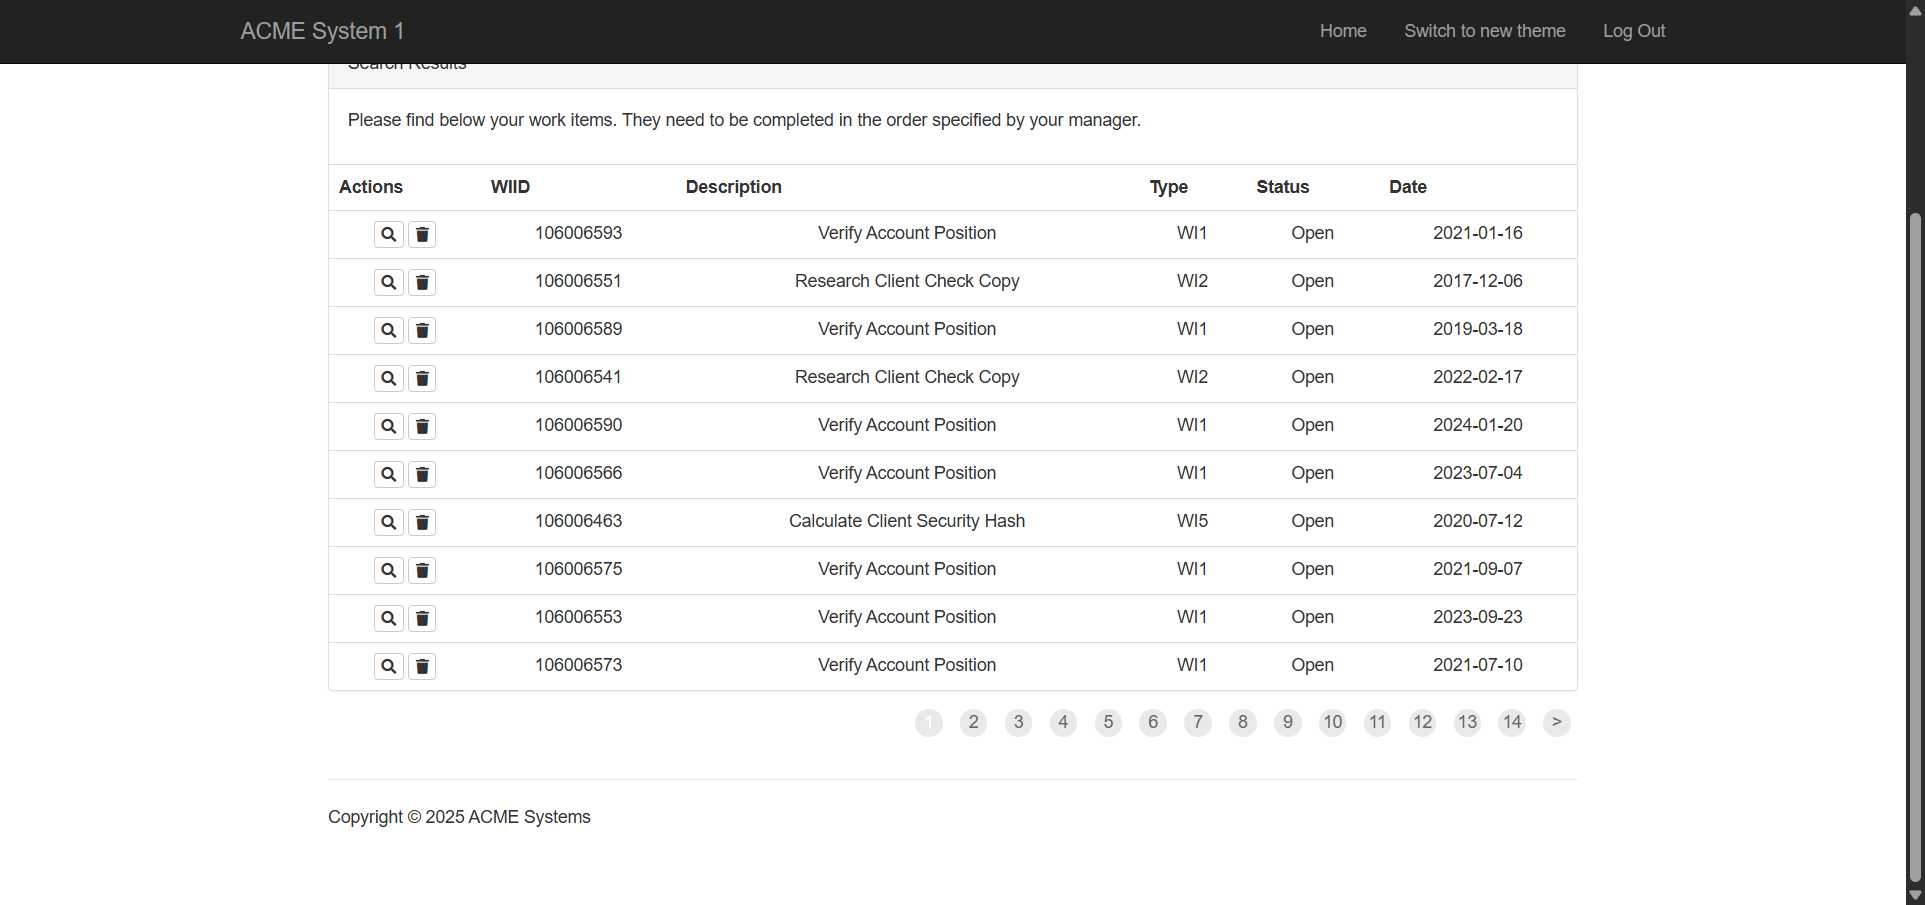 ACME System 1 Home Switch to new theme Log Out
Search Results
Please find below your work items. They need to be completed in the order specified by your manager.
Actions WIID Description Type Status Date
106006593 Verify Account Position WI1 Open 2021-01-16
106006551 Research Client Check Copy WI2 Open 2017-12-06
106006589 Verify Account Position WI1 Open 2019-03-18
106006541 Research Client Check Copy WI2 Open 2022-02-17
106006590 Verify Account Position WI1 Open 2024-01-20
106006566 Verify Account Position WI1 Open 2023-07-04
106006463 Calculate Client Security Hash WI5 Open 2020-07-12
106006575 Verify Account Position WI1 Open 2021-09-07
106006553 Verify Account Position WI1 Open 2023-09-23
106006573 Verify Account Position WI1 Open 2021-07-10
1 2 3 4 5 6 7 8 9 10 11 12 13 14 >
Copyright © 2025 ACME Systems